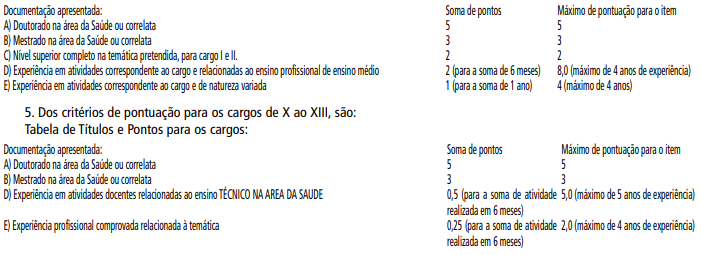 Documentação apresentada: Soma de pontos Máximo de pontuação para o item
A) Doutorado na área da Saúde ou correlata 5 5
B) Mestrado na área da Saúde ou correlata 3 3
C) Nível superior completo na temática pretendida, para cargo I e II. 2 2
D) Experiência em atividades correspondente ao cargo e relacionadas ao ensino profissional de ensino médio 2 (para a soma de 6 meses) 8,0 (máximo de 4 anos de experiência)
E) Experiência em atividades correspondente ao cargo e de natureza variada 1 (para a soma de 1 ano) 4 (máximo de 4 anos)
5. Dos critérios de pontuação para os cargos de X ao XIII, são:
Tabela de Títulos e Pontos para os cargos:
Documentação apresentada: Soma de pontos Máximo de pontuação para o item
A) Doutorado na área da Saúde ou correlata 5 5
B) Mestrado na área da Saúde ou correlata 3 3
D) Experiência em atividades docentes relacionadas ao ensino TÉCNICO NA AREA DA SAUDE 0,5 (para a soma de atividade 5,0 (máximo de 5 anos de experiência)
realizada em 6 meses)
E) Experiência profissional comprovada relacionada à temática 0,25 (para a soma de atividade 2,0 (máximo de 4 anos de experiência)
realizada em 6 meses)